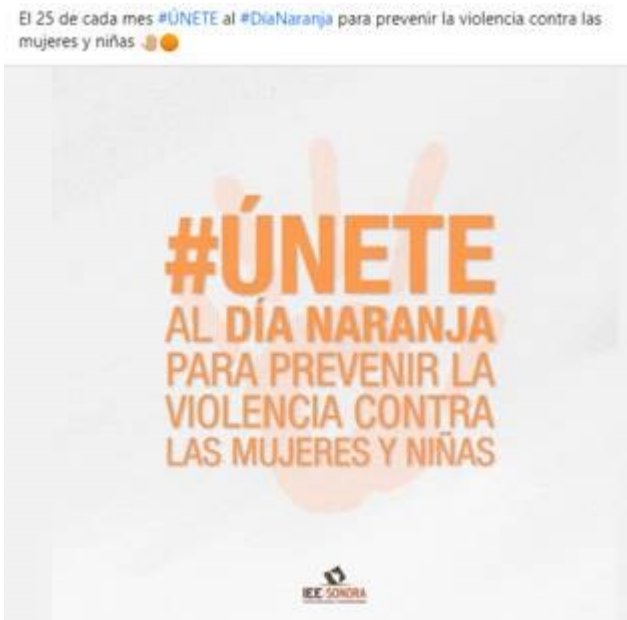 El 25 de cada mes #ÚNETE al #DíaNaranja para prevenir la violencia contra las
mujeres y niñas 🤚🏼🟠
#ÚNETE
AL DÍA NARANJA
PARA PREVENIR LA
VIOLENCIA CONTRA
LAS MUJERES Y NIÑAS
IEE SONORA